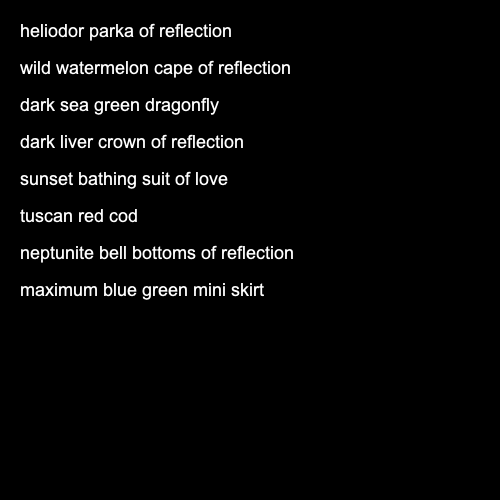 heliodor parka of reflection
wild watermelon cape of reflection
dark sea green dragonfly
dark liver crown of reflection
sunset bathing suit of love
tuscan red cod
neptunite bell bottoms of reflection
maximum blue green mini skirt